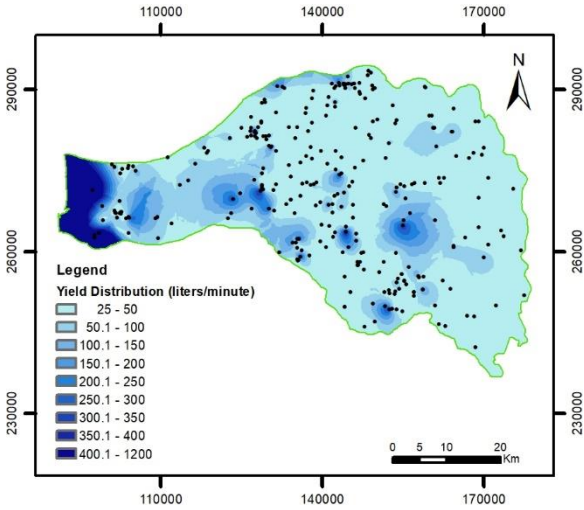 110000 140000 170000
N
290000 290000
260000 260000
Legend
Yield Distribution (liters/minute)
25 - 50
50.1 - 100
100.1 - 150
150.1 - 200
200.1 - 250
250.1 - 300
300.1 - 350
350.1 - 400
400.1 - 1200
230000 230000
0 5 10 20
Km
110000 140000 170000